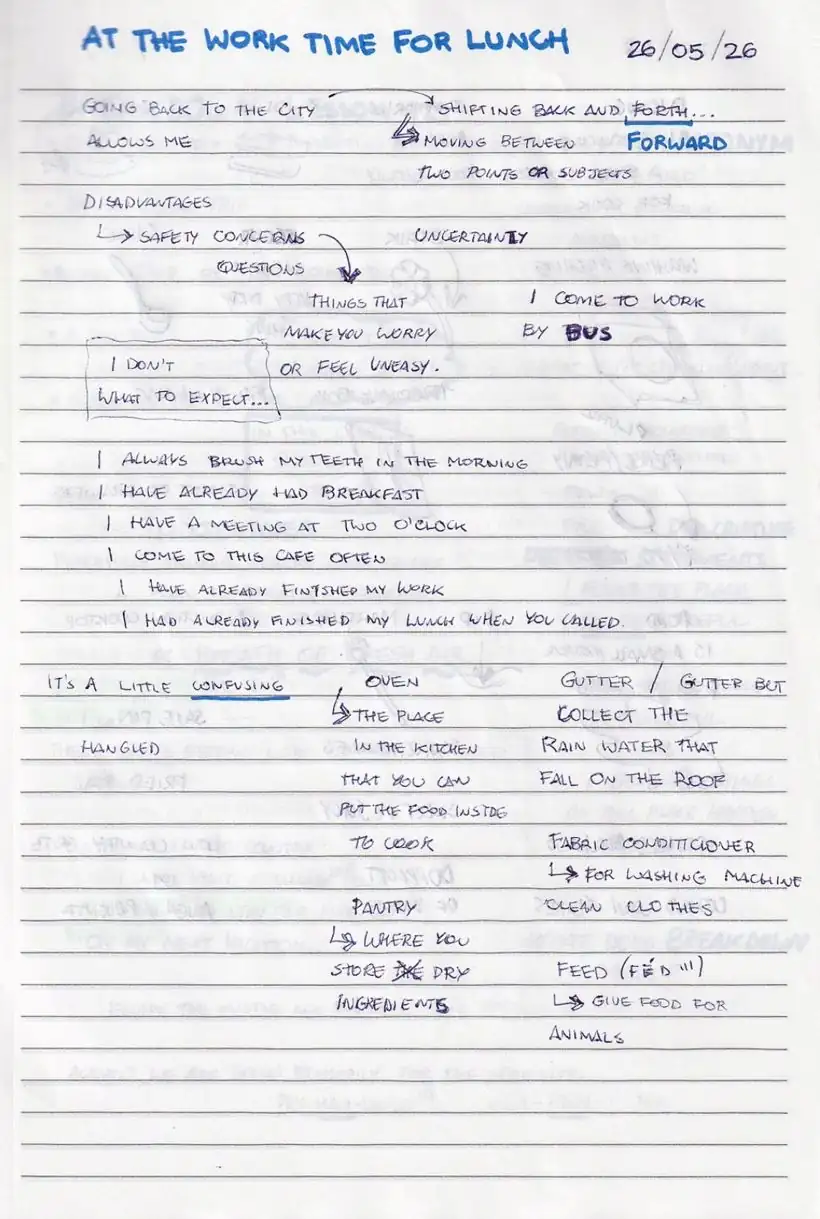 AT THE WORK TIME FOR LUNCH 26/05/26
GOING BACK TO THE CITY
ALLOWS ME
SHIFTING BACK AND FORTH...
MOVING BETWEEN FORWARD
TWO POINTS OR SUBJECTS
DISADVANTAGES
SAFETY CONCERNS
QUESTIONS
UNCERTAINTY
THINGS THAT
MAKE YOU WORRY
OR FEEL UNEASY.
I COME TO WORK
BY BUS
I DON'T
WHAT TO EXPECT...
I ALWAYS BRUSH MY TEETH IN THE MORNING
I HAVE ALREADY HAD BREAKFAST
I HAVE A MEETING AT TWO O'CLOCK
I COME TO THIS CAFE OFTEN
I HAVE ALREADY FINISHED MY WORK
I HAD ALREADY FINISHED MY LUNCH WHEN YOU CALLED.
IT'S A LITTLE CONFUSING
HANGLED
OVEN
THE PLACE
IN THE KITCHEN
THAT YOU CAN
PUT THE FOOD INSIDE
TO COOK
PANTRY
WHERE YOU
STORE THE DRY
INGREDIENTS
GUTTER / GUTTER BUT
COLLECT THE
RAIN WATER THAT
FALL ON THE ROOF
FABRIC CONDITICLOVER
FOR WASHING MACHINE
CLEAN CLOTHES
FEED (FÉD ''')
GIVE FOOD FOR
ANIMALS